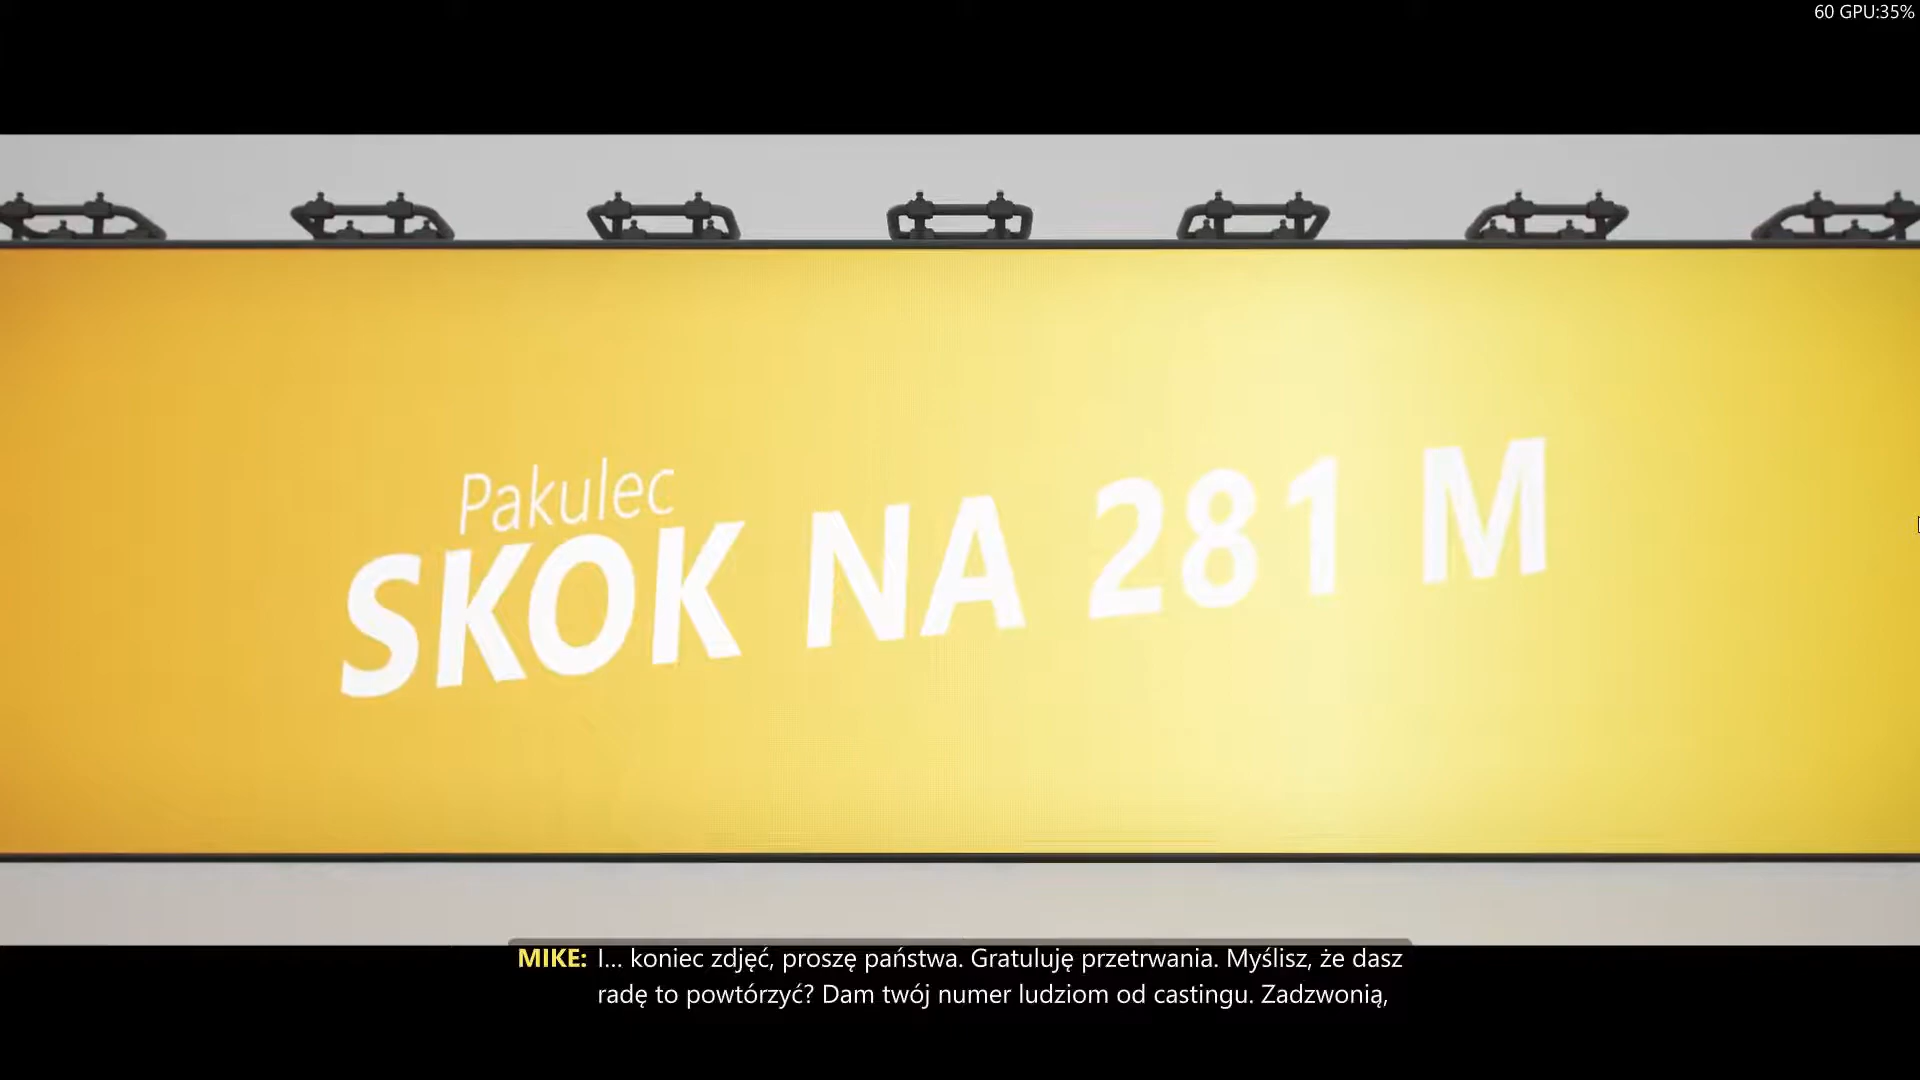 60 GPU:35%
Pakulec
SKOK NA 281 M
MIKE: I... koniec zdjęć, proszę państwa. Gratuluję przetrwania. Myślisz, że dasz
radę to powtórzyć? Dam twój numer ludziom od castingu. Zadzwonią,